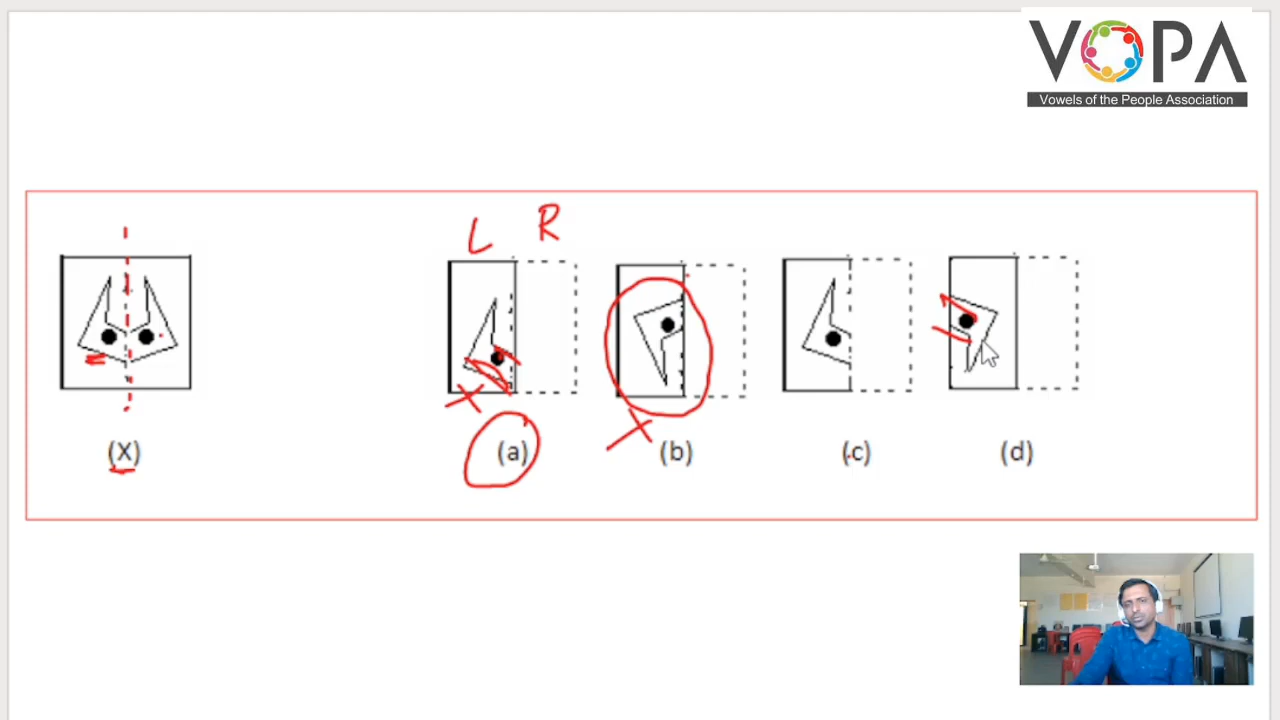 VOPA
Vowels of the People Association
L R
(X) (a) (b) (c) (d)